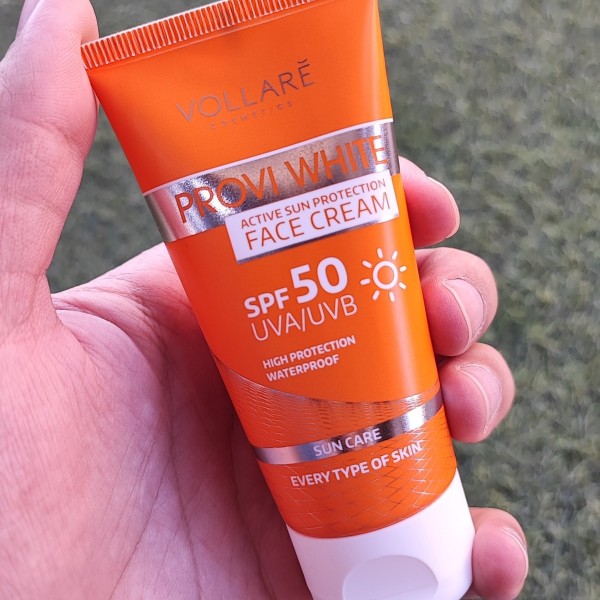 VOLLARĔ
COSMETICS
PROVI WHITE
ACTIVE SUN PROTECTION
FACE CREAM
SPF 50
UVA/UVB
HIGH PROTECTION
WATERPROOF
SUN CARE
EVERY TYPE OF SKIN